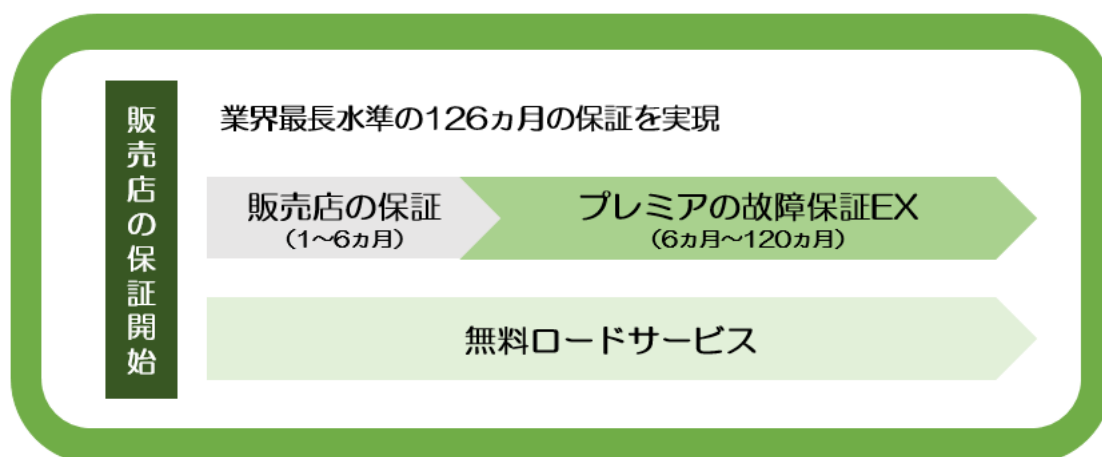 販売店の保証開始
業界最長水準の126ヵ月の保証を実現
販売店の保証
（1～6ヵ月）
プレミアの故障保証EX
（6ヵ月～120ヵ月）
無料ロードサービス